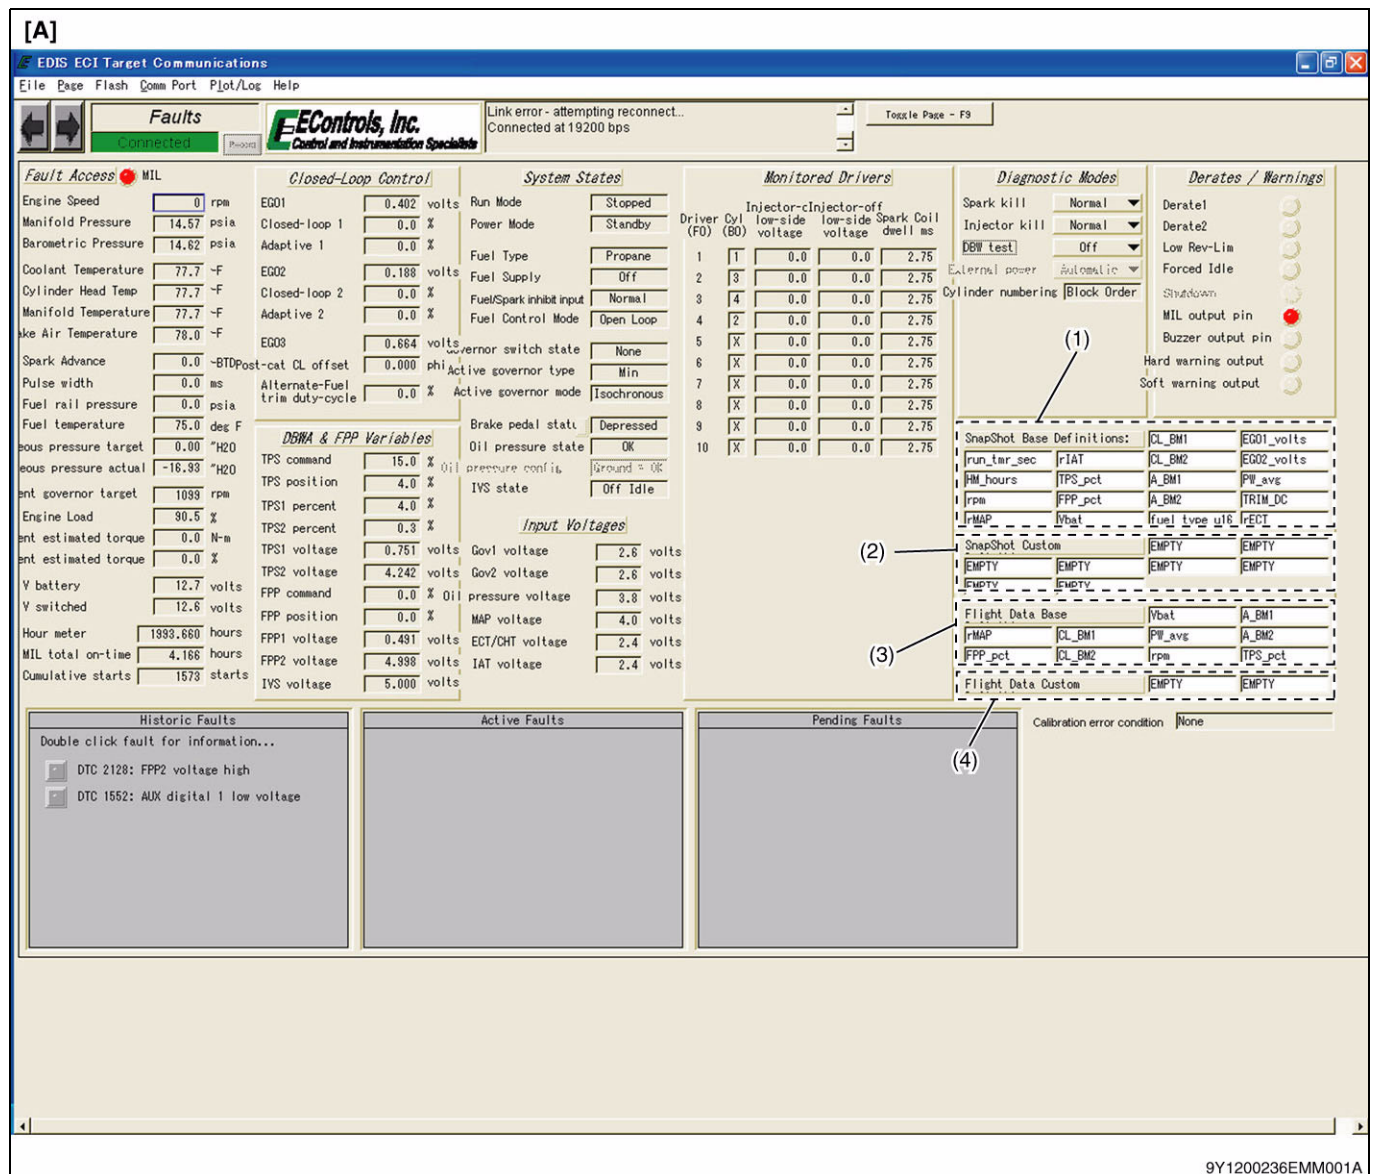 [A]
EDIS ECI Target Communications
File Page Flash Comm Port Plot/Log Help
Faults
Connected
EControls, Inc.
Control and Instrumentation Specialists
Link error - attempting reconnect...
Connected at 19200 bps
Toggle Page - F9
Fault Access MIL
Engine Speed 0 rpm
Manifold Pressure 14.57 psia
Barometric Pressure 14.62 psia
Coolant Temperature 77.7 ~F
Cylinder Head Temp 77.7 ~F
Manifold Temperature 77.7 ~F
ake Air Temperature 78.0 ~F
Spark Advance 0.0 ~BTD
Pulse width 0.0 ms
Fuel rail pressure 0.0 psia
Fuel temperature 75.0 deg F
eous pressure target 0.00 "H2O
eous pressure actual -16.93 "H2O
ent governor target 1099 rpm
Engine Load 90.5 %
ent estimated torque 0.0 N-m
ent estimated torque 0.0 %
V battery 12.7 volts
V switched 12.6 volts
Hour meter 1993.660 hours
MIL total on-time 4.166 hours
Cumulative starts 1573 starts
Closed-Loop Control
EGO1 0.402 volts
Closed-loop 1 0.0 %
Adaptive 1 0.0 %
EGO2 0.188 volts
Closed-loop 2 0.0 %
Adaptive 2 0.0 %
EGO3 0.664 volts
Post-cat CL offset 0.000 phi
Alternate-Fuel
trim duty-cycle 0.0 %
DBWA & FPP Variables
TPS command 15.0 %
TPS position 4.0 %
TPS1 percent 4.0 %
TPS2 percent 0.3 %
TPS1 voltage 0.751 volts
TPS2 voltage 4.242 volts
FPP command 0.0 %
FPP position 0.0 %
FPP1 voltage 0.491 volts
FPP2 voltage 4.998 volts
IVS voltage 5.000 volts
System States
Run Mode Stopped
Power Mode Standby
Fuel Type Propane
Fuel Supply Off
Fuel/Spark inhibit input Normal
Fuel Control Mode Open Loop
vernor switch state None
Active governor type Min
Active governor mode Isochronous
Brake pedal state Depressed
Oil pressure state OK
Oil pressure config Ground = OK
IVS state Off Idle
Input Voltages
Gov1 voltage 2.6 volts
Gov2 voltage 2.6 volts
Oil pressure voltage 3.8 volts
MAP voltage 4.0 volts
ECT/CHT voltage 2.4 volts
IAT voltage 2.4 volts
Monitored Drivers
Injector-c Injector-off
Driver Cyl low-side low-side Spark Coil
(FO) (BO) voltage voltage dwell ms
1 1 0.0 0.0 2.75
2 3 0.0 0.0 2.75
3 4 0.0 0.0 2.75
4 2 0.0 0.0 2.75
5 X 0.0 0.0 2.75
6 X 0.0 0.0 2.75
7 X 0.0 0.0 2.75
8 X 0.0 0.0 2.75
9 X 0.0 0.0 2.75
10 X 0.0 0.0 2.75
Diagnostic Modes
Spark kill Normal
Injector kill Normal
DBW test Off
External power Automatic
Cylinder numbering Block Order
(1)
Derates / Warnings
Derate1
Derate2
Low Rev-Lim
Forced Idle
Shutdown
MIL output pin
Buzzer output pin
Hard warning output
Soft warning output
SnapShot Base Definitions: CL_BM1 EGO1_volts
run_tmr_sec rIAT CL_BM2 EGO2_volts
HM_hours TPS_pct A_BM1 PW_avg
rpm FPP_pct A_BM2 TRIM_DC
rMAP Vbat fuel_type u16 rECT
(2)
SnapShot Custom EMPTY EMPTY
EMPTY EMPTY EMPTY EMPTY
EMPTY EMPTY
(3)
Flight Data Base Vbat A_BM1
rMAP CL_BM1 PW_avg A_BM2
FPP_pct CL_BM2 rpm TPS_pct
Flight Data Custom EMPTY EMPTY
(4)
Historic Faults
Double click fault for information...
DTC 2128: FPP2 voltage high
DTC 1552: AUX digital 1 low voltage
Active Faults
Pending Faults
Calibration error condition None
9Y1200236EMM001A